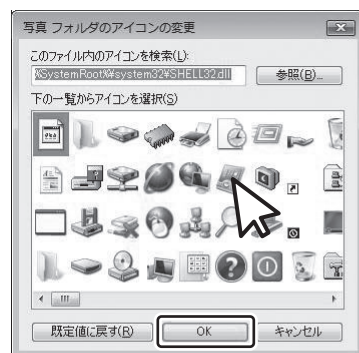 写真 フォルダのアイコンの変更
このファイル内のアイコンを検索(L):
%SystemRoot%¥system32¥SHELL32.dll
参照(B)...
下の一覧からアイコンを選択(S)
既定値に戻す(R)
OK
キャンセル